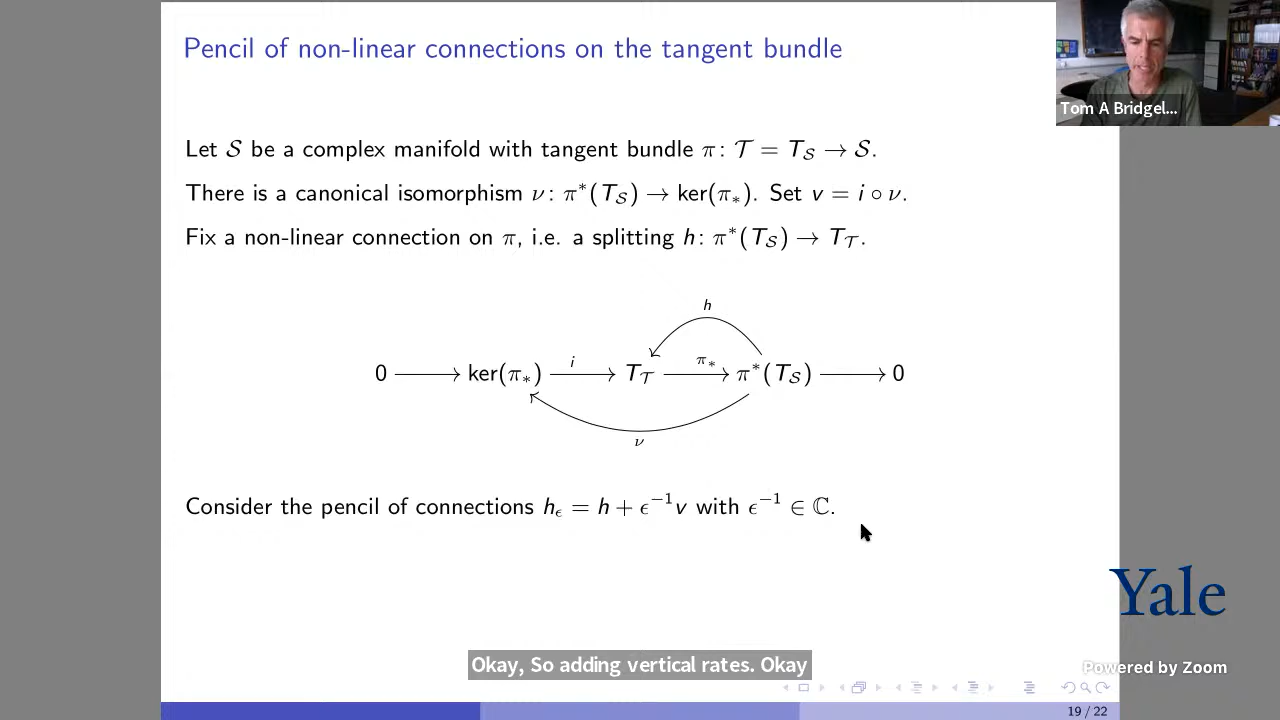 Pencil of non-linear connections on the tangent bundle
Tom A Bridgel...
Let 𝒮 be a complex manifold with tangent bundle π: 𝒯 = T_𝒮 → 𝒮.
There is a canonical isomorphism ν: π*(T_𝒮) → ker(π_*). Set v = i ∘ ν.
Fix a non-linear connection on π, i.e. a splitting h: π*(T_𝒮) → T_𝒯.
h
i π_*
0 ⟶ ker(π_*) ⟶ T_𝒯 ⟶ π*(T_𝒮) ⟶ 0
ν
Consider the pencil of connections h_ϵ = h + ϵ⁻¹v with ϵ⁻¹ ∈ ℂ.
Yale
Okay, So adding vertical rates. Okay
Powered by Zoom
19 / 22